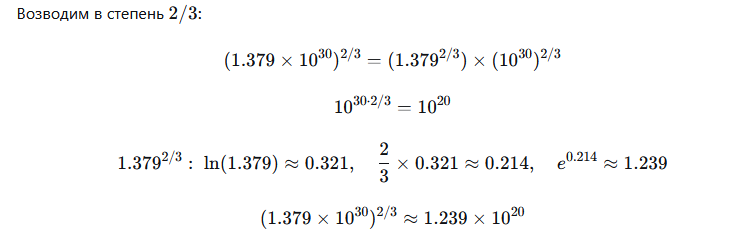 Возводим в степень 2/3:
(1.379 × 10^{30})^{2/3} = (1.379^{2/3}) × (10^{30})^{2/3}
10^{30·2/3} = 10^{20}
1.379^{2/3} : ln(1.379) ≈ 0.321, \frac{2}{3} × 0.321 ≈ 0.214, e^{0.214} ≈ 1.239
(1.379 × 10^{30})^{2/3} ≈ 1.239 × 10^{20}